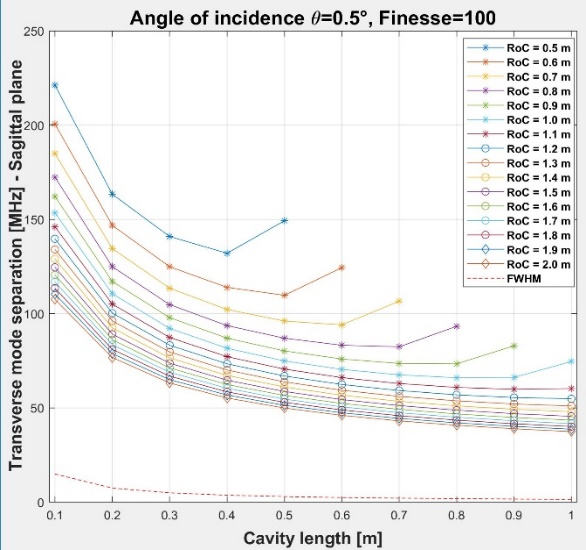 Angle of incidence θ=0.5°, Finesse=100
Transverse mode separation [MHz] - Sagittal plane
250
200
150
100
50
0
RoC = 0.5 m
RoC = 0.6 m
RoC = 0.7 m
RoC = 0.8 m
RoC = 0.9 m
RoC = 1.0 m
RoC = 1.1 m
RoC = 1.2 m
RoC = 1.3 m
RoC = 1.4 m
RoC = 1.5 m
RoC = 1.6 m
RoC = 1.7 m
RoC = 1.8 m
RoC = 1.9 m
RoC = 2.0 m
FWHM
0.1 0.2 0.3 0.4 0.5 0.6 0.7 0.8 0.9 1
Cavity length [m]